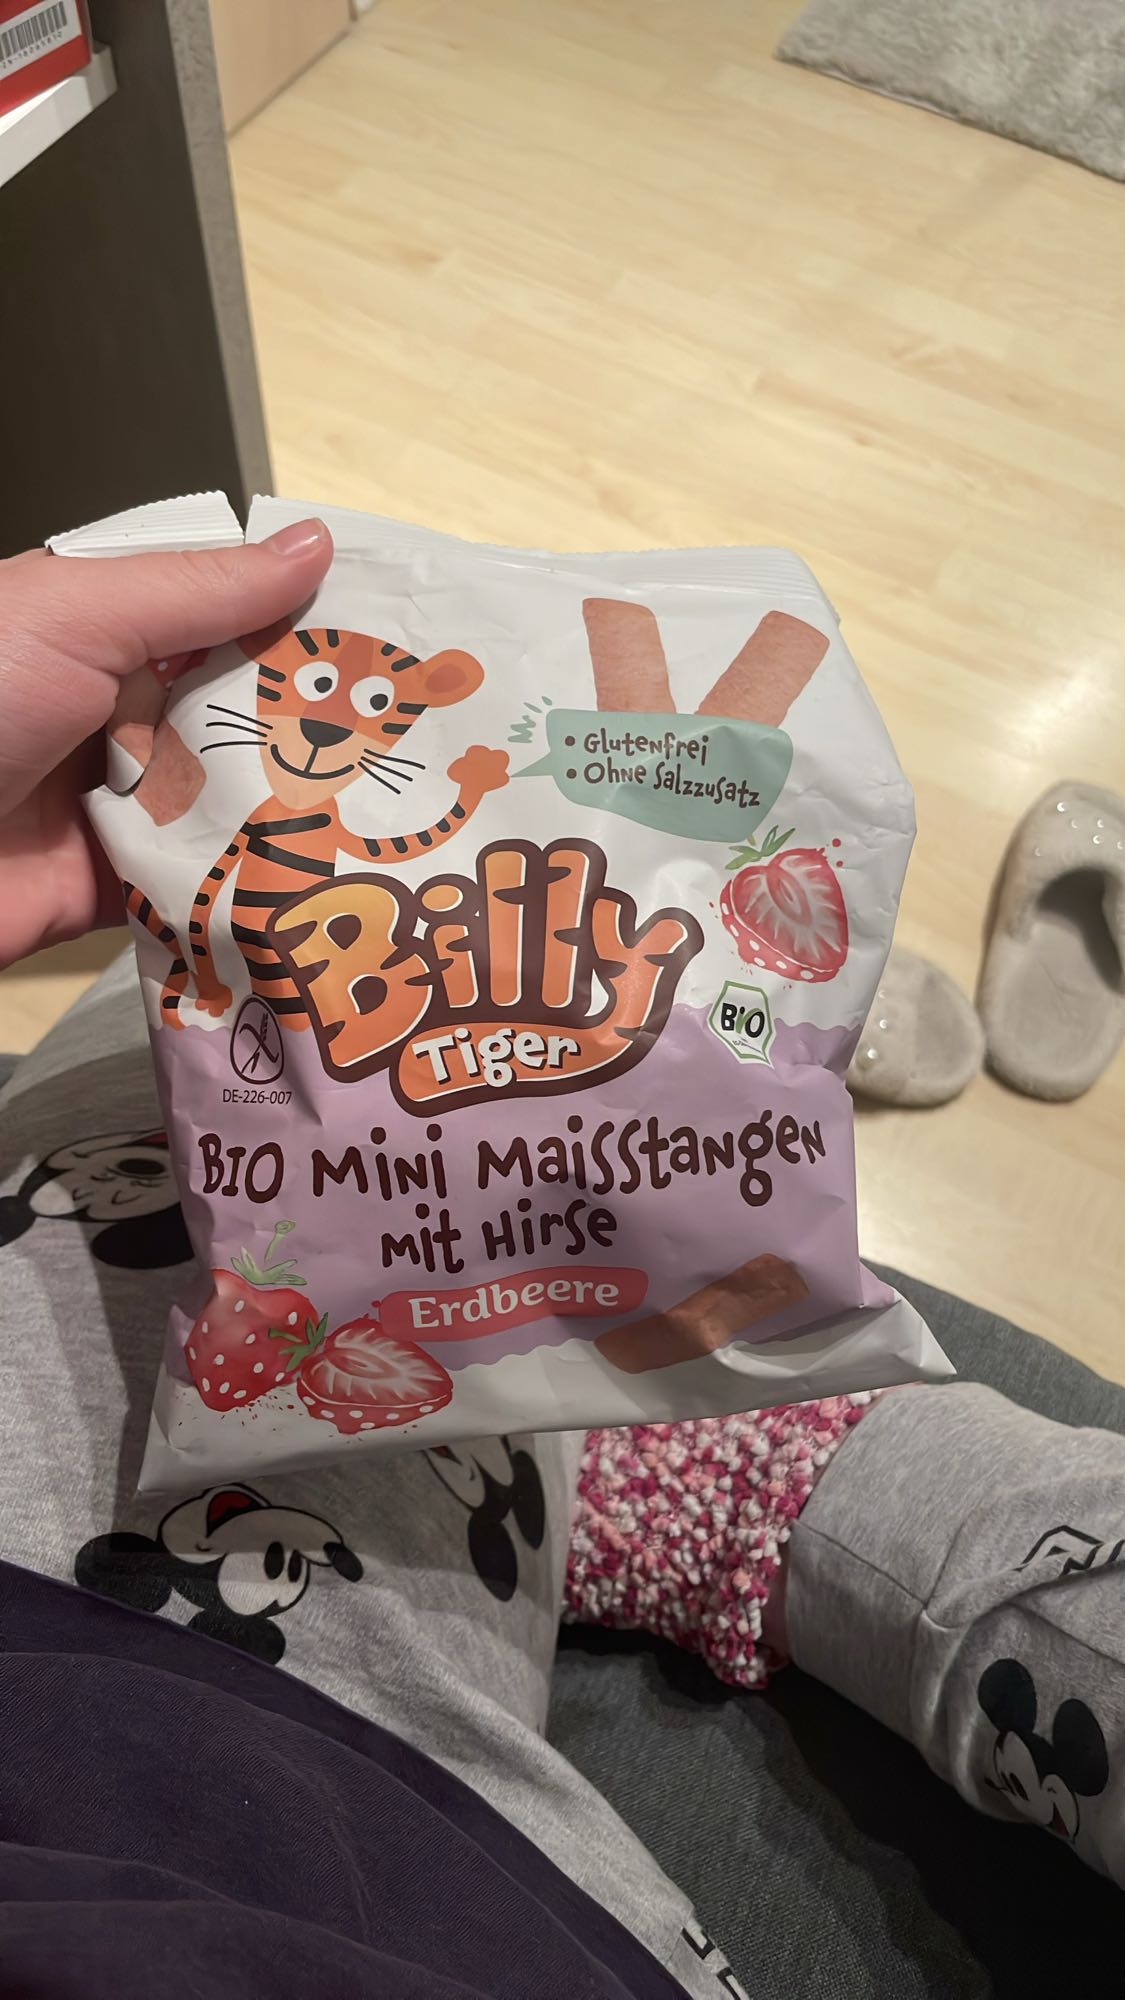 • Glutenfrei
• Ohne Salzzusatz
Billy
Tiger
BIO
DE-226-007
BIO Mini Maisstangen
mit Hirse
Erdbeere